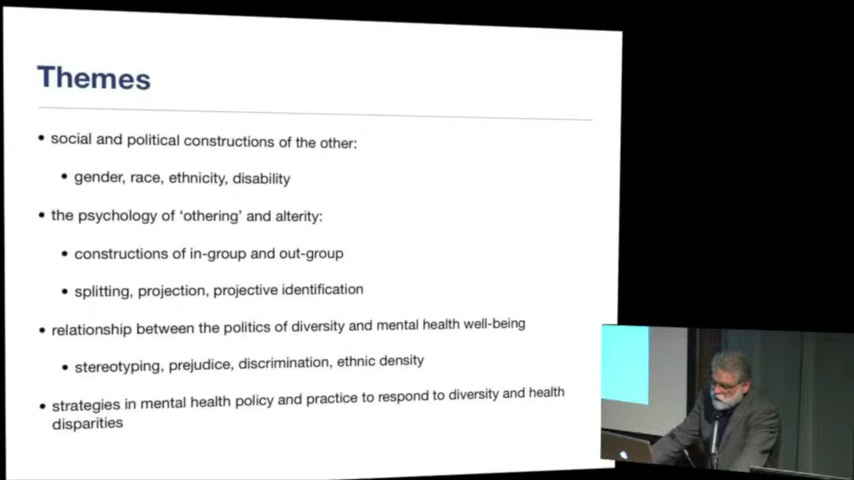 Themes
• social and political constructions of the other:
• gender, race, ethnicity, disability
• the psychology of ‘othering’ and alterity:
• constructions of in-group and out-group
• splitting, projection, projective identification
• relationship between the politics of diversity and mental health well-being
• stereotyping, prejudice, discrimination, ethnic density
• strategies in mental health policy and practice to respond to diversity and health
disparities